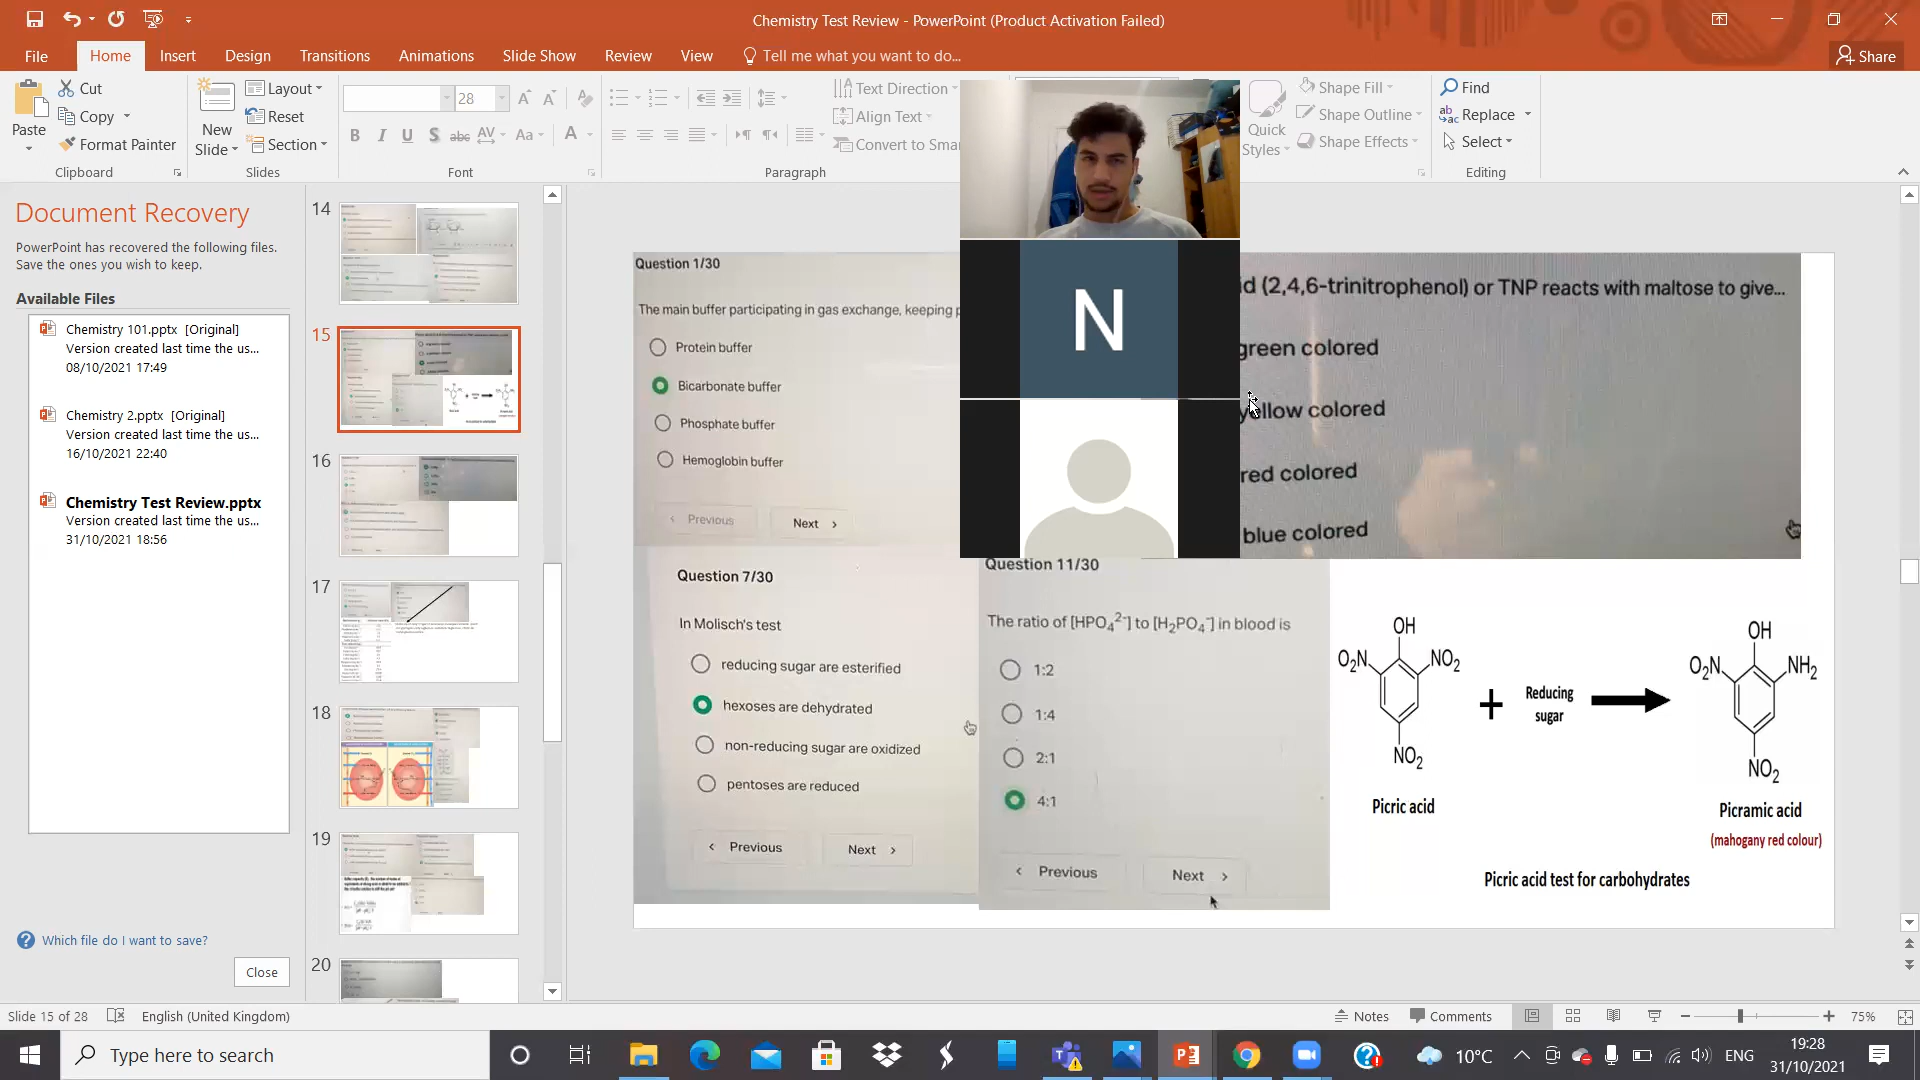 Chemistry Test Review - PowerPoint (Product Activation Failed)
File Home Insert Design Transitions Animations Slide Show Review View Tell me what you want to do... Share
Paste
Cut
Copy
Format Painter
Clipboard
New Slide
Layout
Reset
Section
Slides
28
B I U S abc AV Aa A
Font
Text Direction
Align Text
Convert to Sma
Paragraph
Quick Styles
Shape Fill
Shape Outline
Shape Effects
Find
Replace
Select
Editing
Document Recovery
PowerPoint has recovered the following files.
Save the ones you wish to keep.
Available Files
Chemistry 101.pptx [Original]
Version created last time the us...
08/10/2021 17:49
Chemistry 2.pptx [Original]
Version created last time the us...
16/10/2021 22:40
Chemistry Test Review.pptx
Version created last time the us...
31/10/2021 18:56
Which file do I want to save?
Close
14
15
16
17
18
19
20
Question 1/30
The main buffer participating in gas exchange, keeping
Protein buffer
Bicarbonate buffer
Phosphate buffer
Hemoglobin buffer
Previous
Next
N
id (2,4,6-trinitrophenol) or TNP reacts with maltose to give...
green colored
yellow colored
red colored
blue colored
Question 7/30
In Molisch's test
reducing sugar are esterified
hexoses are dehydrated
non-reducing sugar are oxidized
pentoses are reduced
Previous
Next
Question 11/30
The ratio of [HPO₄²⁻] to [H₂PO₄⁻] in blood is
1:2
1:4
2:1
4:1
Previous
Next
OH
O₂N NO₂
NO₂
Picric acid
+
Reducing
sugar
OH
O₂N NH₂
NO₂
Picramic acid
(mahogany red colour)
Picric acid test for carbohydrates
Slide 15 of 28 English (United Kingdom)
Notes Comments 75%
Type here to search
10°C ENG
19:28
31/10/2021